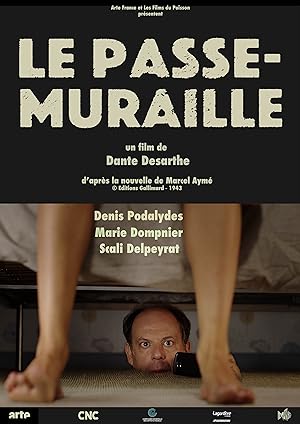 Arte France et Les Films du Poisson
présentent
LE PASSE-
MURAILLE
un film de
Dante Desarthe
d'après la nouvelle de Marcel Aymé
© Editions Gallimard - 1943
Denis Podalydes
Marie Dompnier
Scali Delpeyrat
arte
CNC
Lagardère